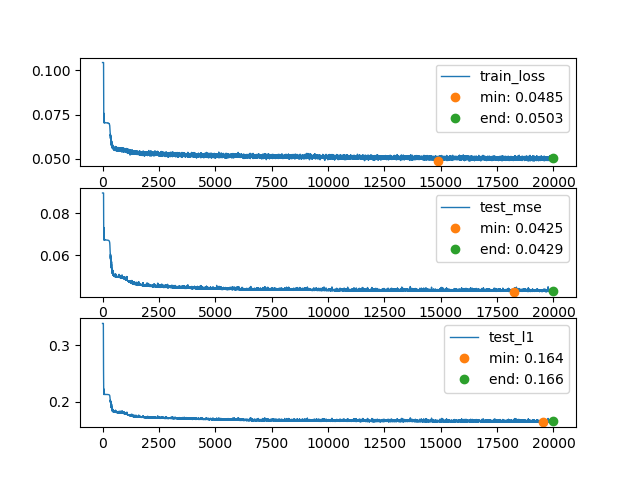 train_loss
min: 0.0485
end: 0.0503
0.100
0.075
0.050
0 2500 5000 7500 10000 12500 15000 17500 20000
test_mse
min: 0.0425
end: 0.0429
0.08
0.06
0 2500 5000 7500 10000 12500 15000 17500 20000
test_l1
min: 0.164
end: 0.166
0.3
0.2
0 2500 5000 7500 10000 12500 15000 17500 20000